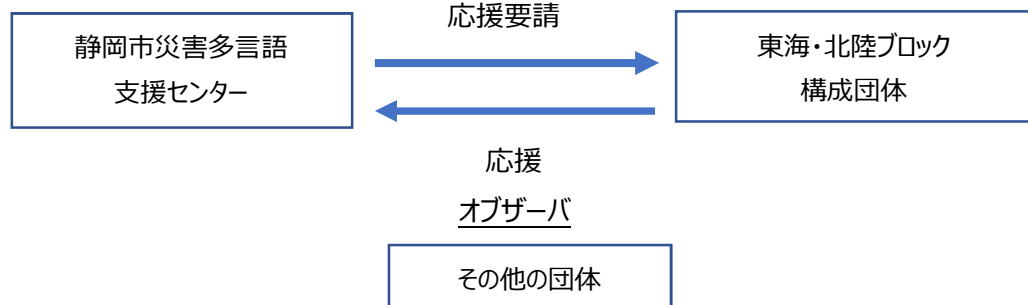 応援要請
静岡市災害多言語
支援センター
東海・北陸ブロック
構成団体
応援
オブザーバ
その他の団体